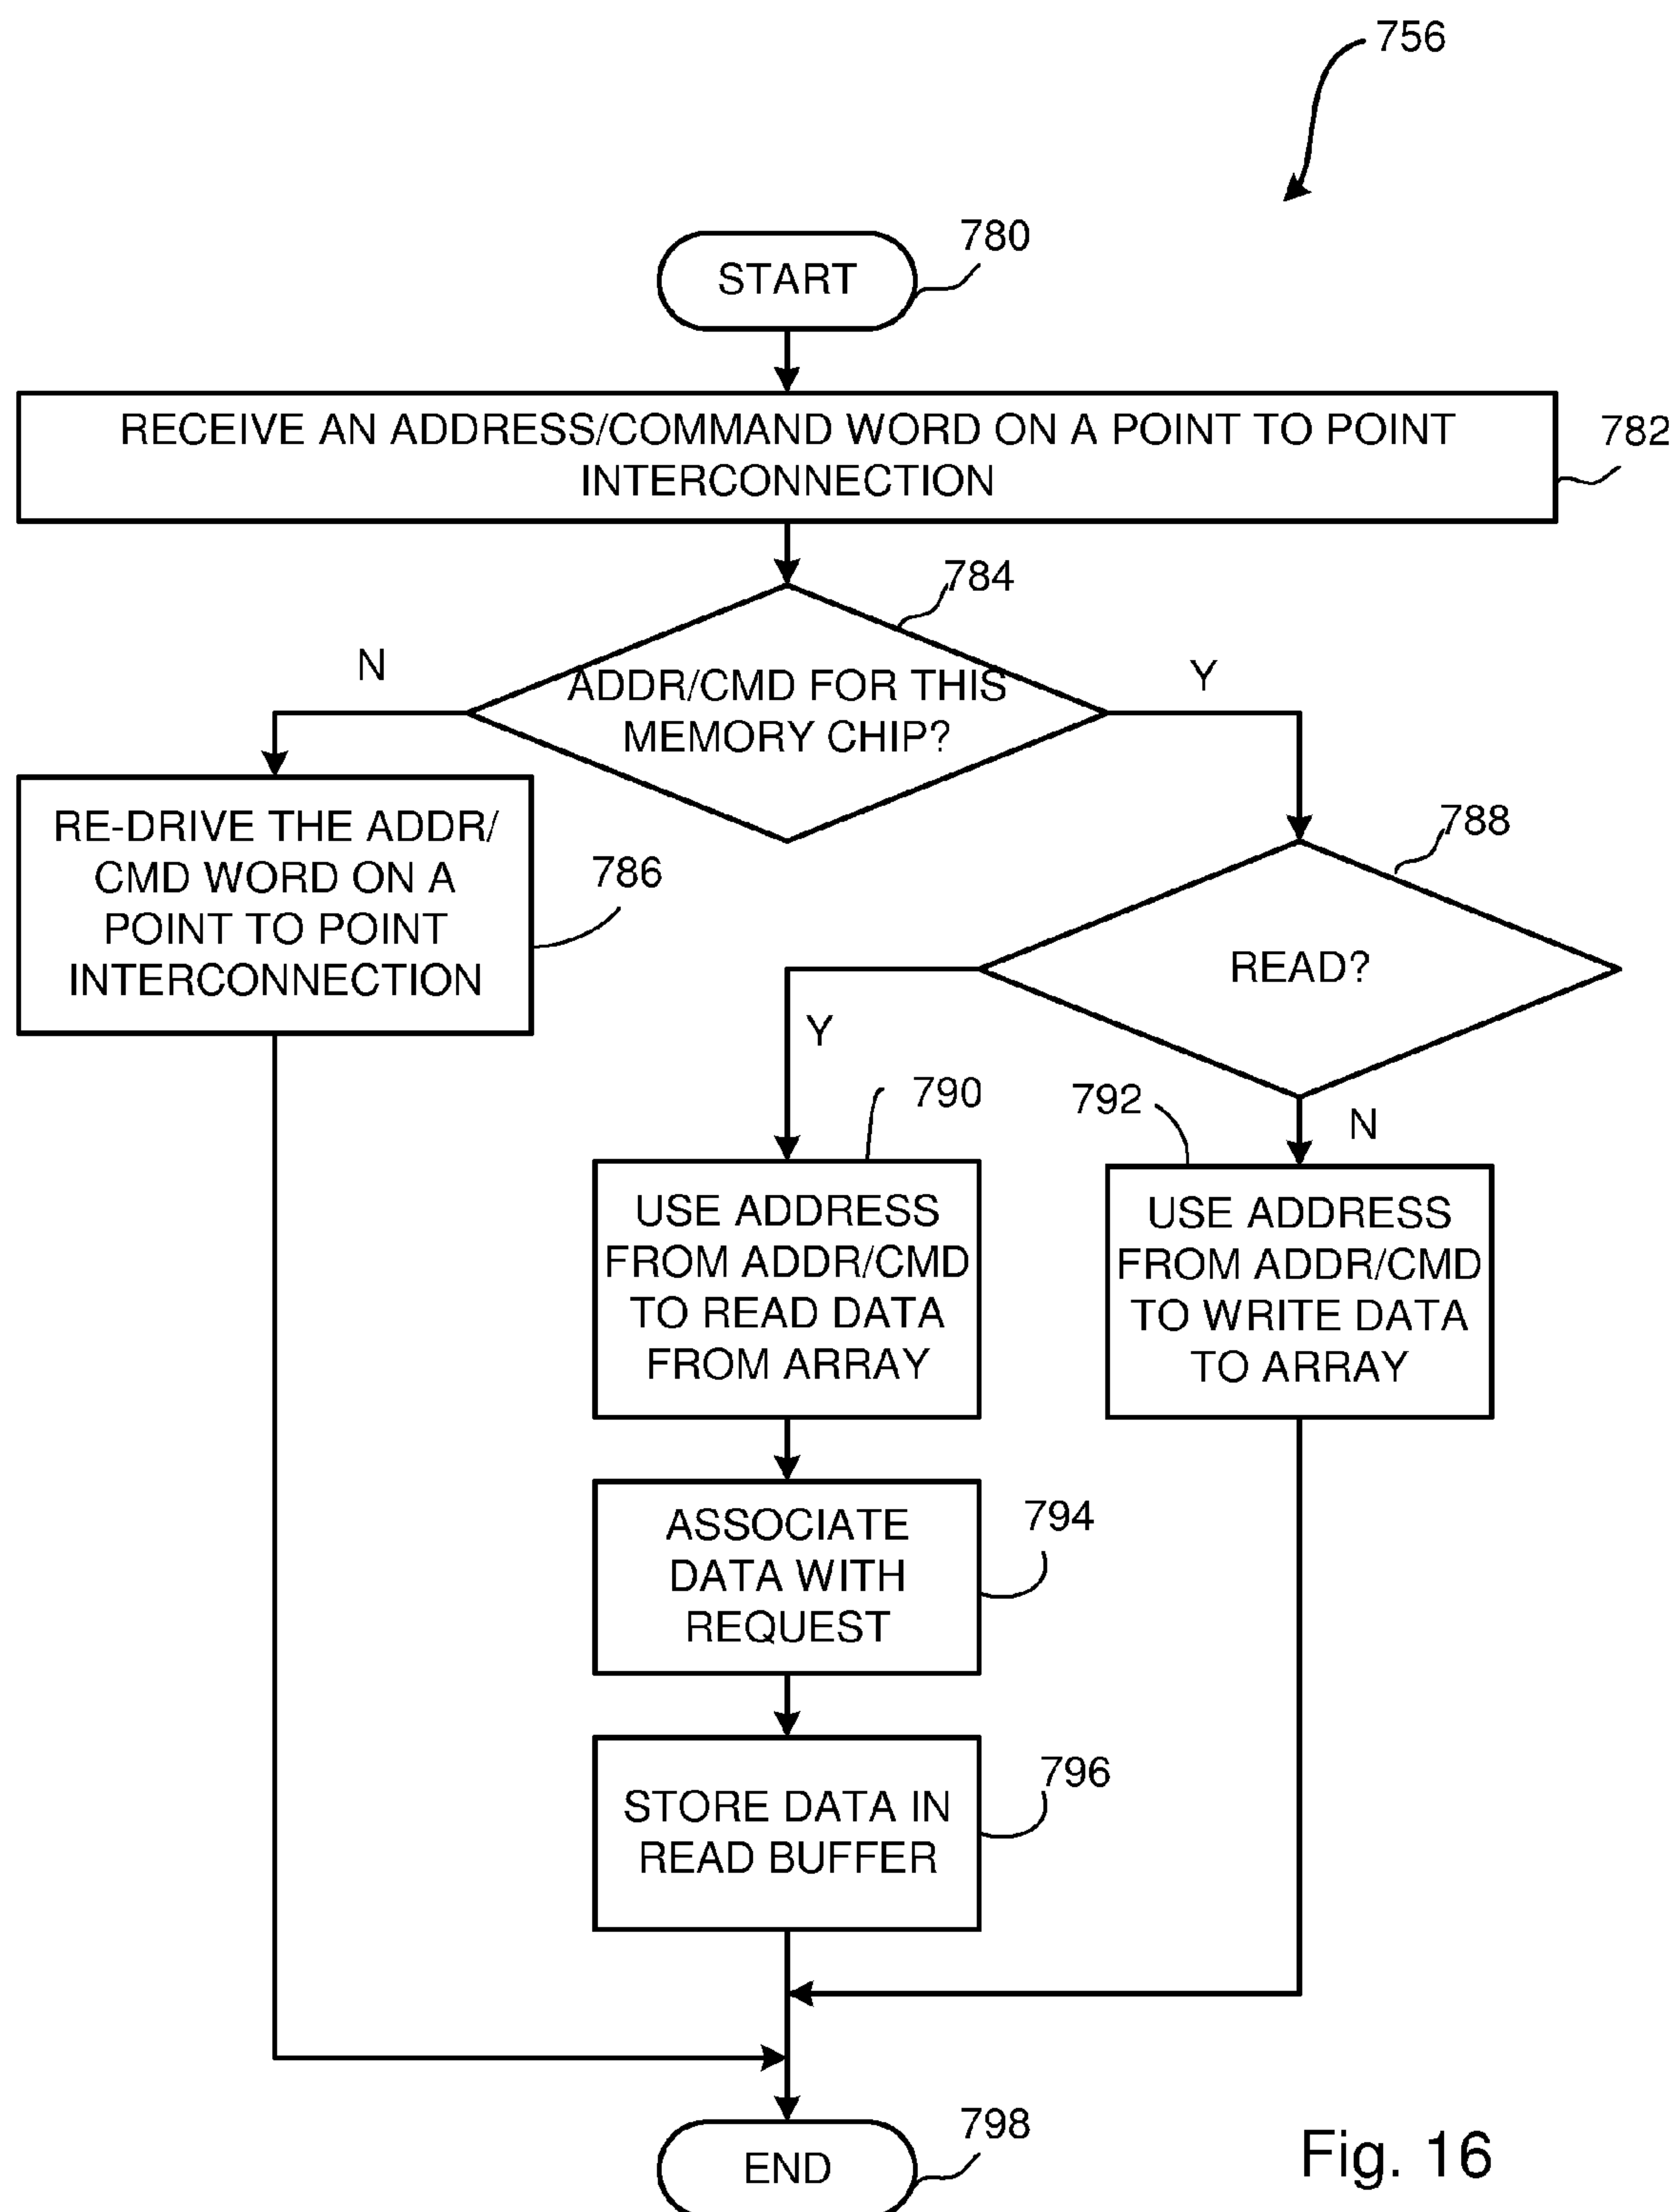 756
780
START
RECEIVE AN ADDRESS/COMMAND WORD ON A POINT TO POINT
INTERCONNECTION
782
784
N
ADDR/CMD FOR THIS
MEMORY CHIP?
Y
RE-DRIVE THE ADDR/
CMD WORD ON A
POINT TO POINT
INTERCONNECTION
786
788
READ?
Y
N
790
USE ADDRESS
FROM ADDR/CMD
TO READ DATA
FROM ARRAY
792
USE ADDRESS
FROM ADDR/CMD
TO WRITE DATA
TO ARRAY
794
ASSOCIATE
DATA WITH
REQUEST
796
STORE DATA IN
READ BUFFER
798
END
Fig. 16